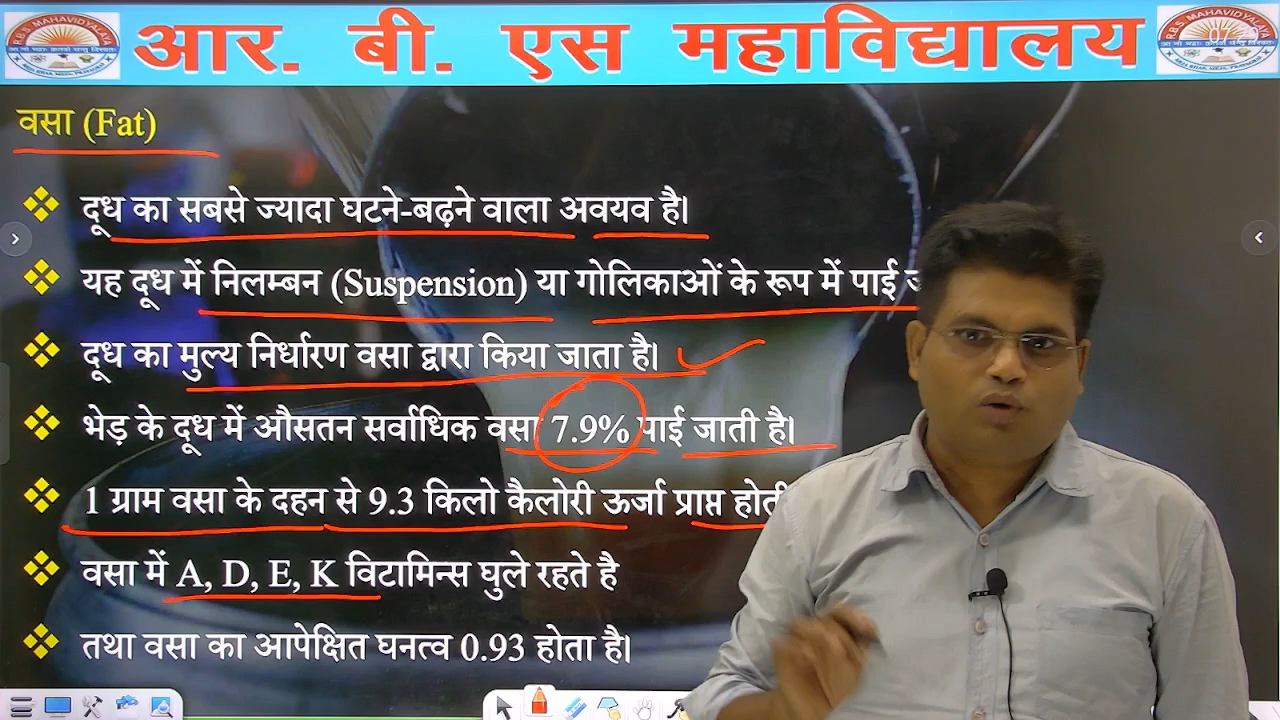 आर. बी. एस महाविद्यालय
वसा (Fat)
दूध का सबसे ज्यादा घटने-बढ़ने वाला अवयव है।
यह दूध में निलम्बन (Suspension) या गोलिकाओं के रूप में पाई
दूध का मुल्य निर्धारण वसा द्वारा किया जाता है।
भेड़ के दूध में औसतन सर्वाधिक वसा 7.9% पाई जाती है।
1 ग्राम वसा के दहन से 9.3 किलो कैलोरी ऊर्जा प्राप्त होती
वसा में A, D, E, K विटामिन्स घुले रहते है
तथा वसा का आपेक्षित घनत्व 0.93 होता है।